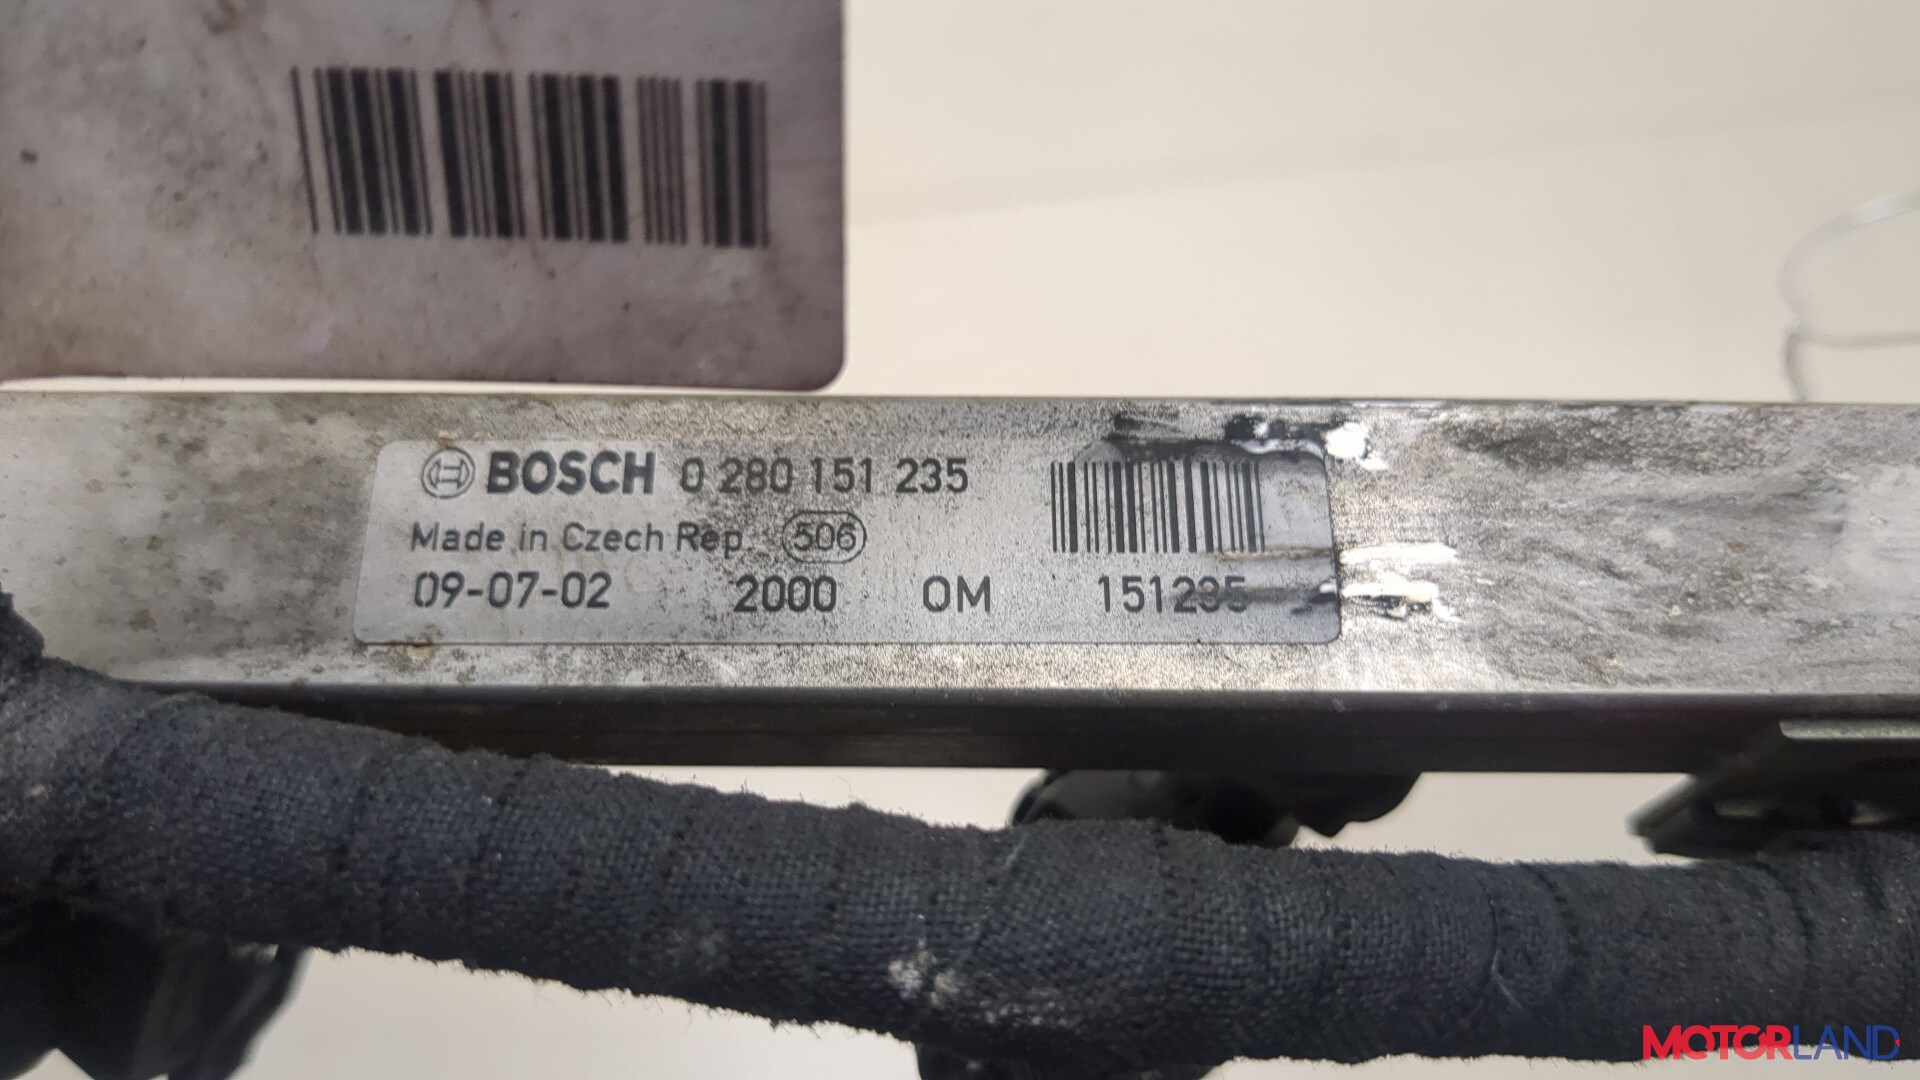 BOSCH 0 280 151 235
Made in Czech Rep. 506
09-07-02 2000 OM 151235
MOTORLAND